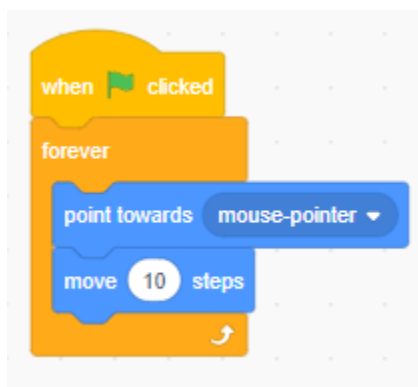 when clicked
forever
point towards mouse-pointer
move 10 steps